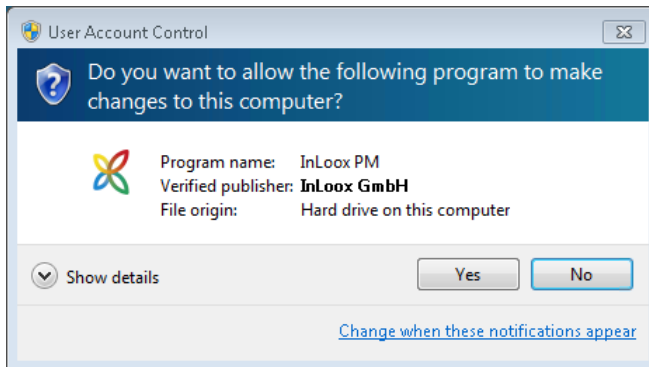 User Account Control
Do you want to allow the following program to make
changes to this computer?
Program name: InLoox PM
Verified publisher: InLoox GmbH
File origin: Hard drive on this computer
Show details
Yes
No
Change when these notifications appear